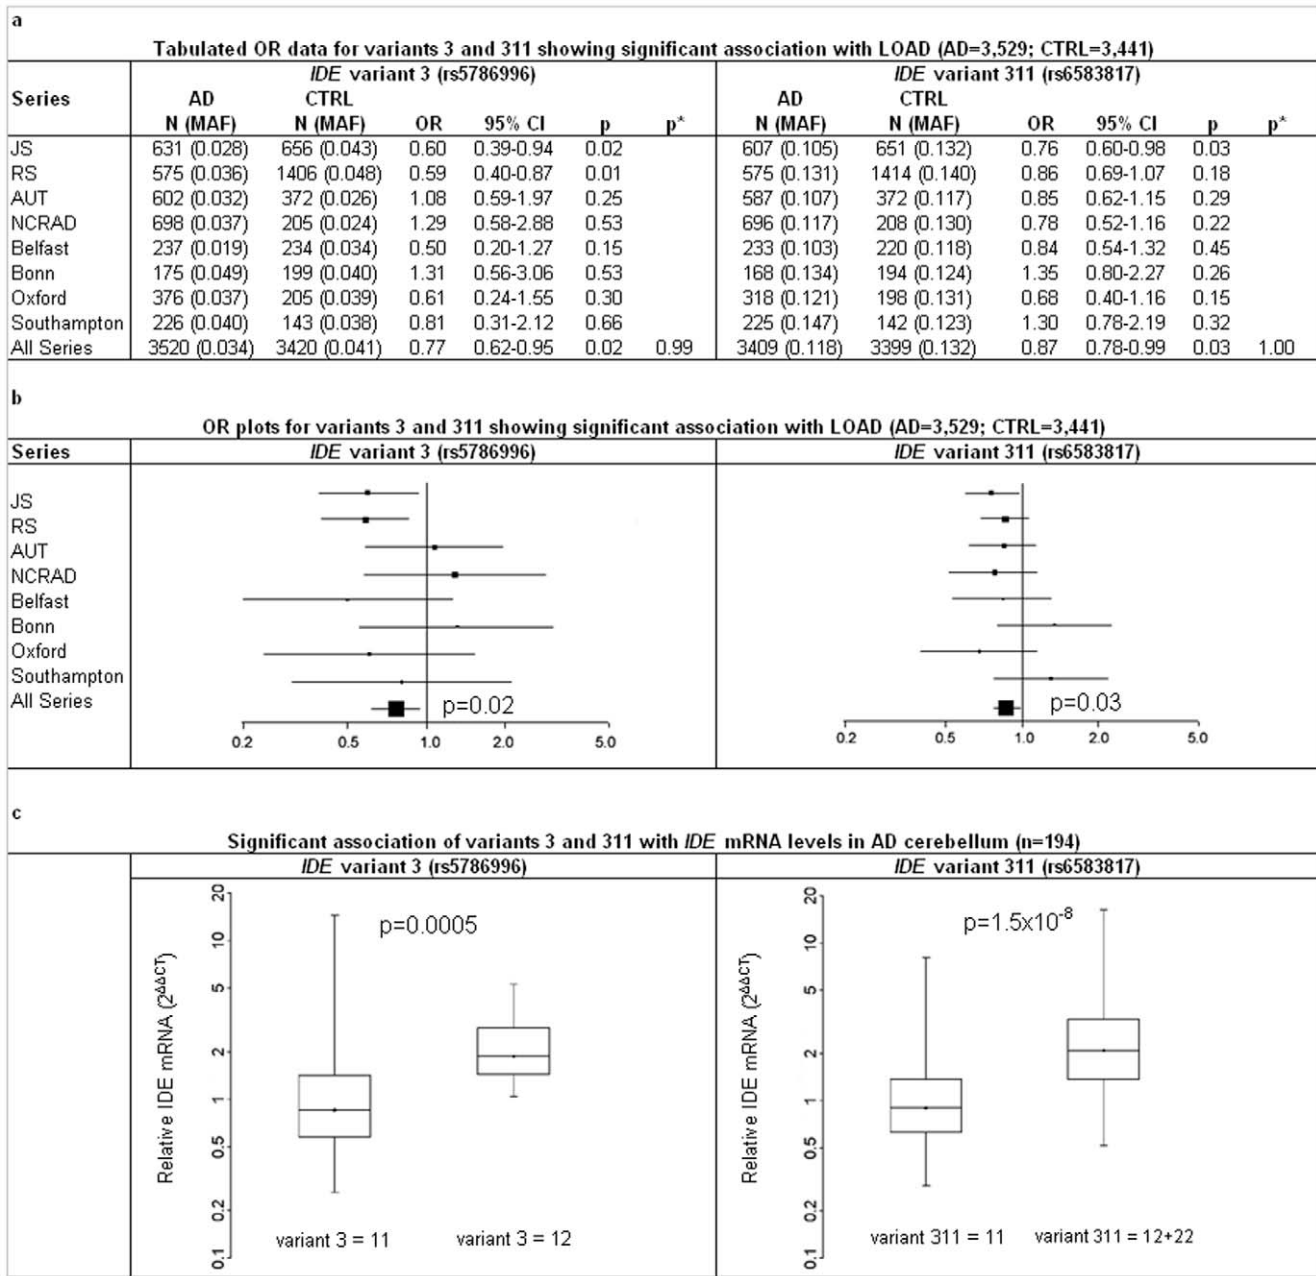 a
Tabulated OR data for variants 3 and 311 showing significant association with LOAD (AD=3,529; CTRL=3,441)
IDE variant 3 (rs5786996) IDE variant 311 (rs6583817)
Series AD CTRL AD CTRL
N (MAF) N (MAF) OR 95% CI p p* N (MAF) N (MAF) OR 95% CI p p*
JS 631 (0.028) 656 (0.043) 0.60 0.39-0.94 0.02 607 (0.105) 651 (0.132) 0.76 0.60-0.98 0.03
RS 575 (0.036) 1406 (0.048) 0.59 0.40-0.87 0.01 575 (0.131) 1414 (0.140) 0.86 0.69-1.07 0.18
AUT 602 (0.032) 372 (0.026) 1.08 0.59-1.97 0.25 587 (0.107) 372 (0.117) 0.85 0.62-1.15 0.29
NCRAD 698 (0.037) 205 (0.024) 1.29 0.58-2.88 0.53 696 (0.117) 208 (0.130) 0.78 0.52-1.16 0.22
Belfast 237 (0.019) 234 (0.034) 0.50 0.20-1.27 0.15 233 (0.103) 220 (0.118) 0.84 0.54-1.32 0.45
Bonn 175 (0.049) 199 (0.040) 1.31 0.56-3.06 0.53 168 (0.134) 194 (0.124) 1.35 0.80-2.27 0.26
Oxford 376 (0.037) 205 (0.039) 0.61 0.24-1.55 0.30 318 (0.121) 198 (0.131) 0.68 0.40-1.16 0.15
Southampton 226 (0.040) 143 (0.038) 0.81 0.31-2.12 0.66 225 (0.147) 142 (0.123) 1.30 0.78-2.19 0.32
All Series 3520 (0.034) 3420 (0.041) 0.77 0.62-0.95 0.02 0.99 3409 (0.118) 3399 (0.132) 0.87 0.78-0.99 0.03 1.00
b
OR plots for variants 3 and 311 showing significant association with LOAD (AD=3,529; CTRL=3,441)
Series IDE variant 3 (rs5786996) IDE variant 311 (rs6583817)
JS
RS
AUT
NCRAD
Belfast
Bonn
Oxford
Southampton
All Series p=0.02 p=0.03
0.2 0.5 1.0 2.0 5.0 0.2 0.5 1.0 2.0 5.0
c
Significant association of variants 3 and 311 with IDE mRNA levels in AD cerebellum (n=194)
IDE variant 3 (rs5786996) IDE variant 311 (rs6583817)
Relative IDE mRNA (2^ΔΔCT)
20
10
5
2
1
0.5
0.2
0.1
p=0.0005
variant 3 = 11 variant 3 = 12
Relative IDE mRNA (2^ΔΔCT)
20
10
5
2
1
0.5
0.2
0.1
p=1.5x10^-8
variant 311 = 11 variant 311 = 12+22